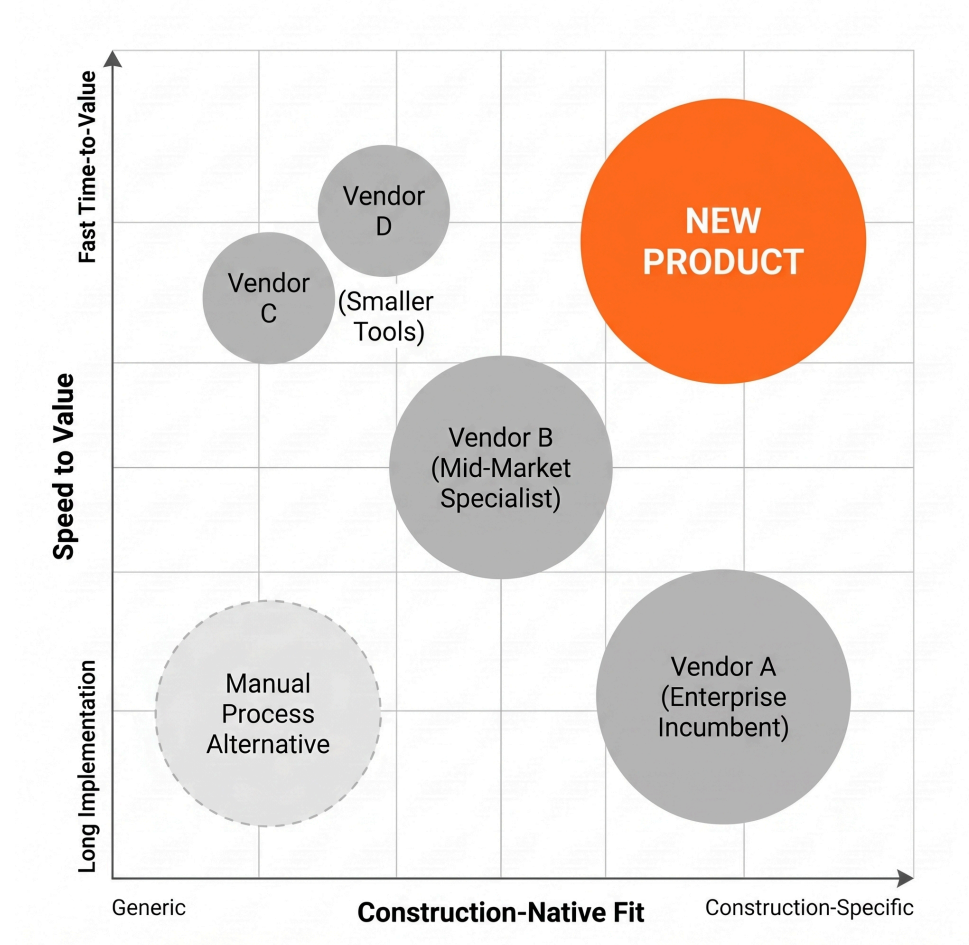 Fast Time-to-Value
Vendor
D
NEW
PRODUCT
Vendor
C
(Smaller
Tools)
Speed to Value
Vendor B
(Mid-Market
Specialist)
Long Implementation
Manual
Process
Alternative
Vendor A
(Enterprise
Incumbent)
Generic
Construction-Native Fit
Construction-Specific